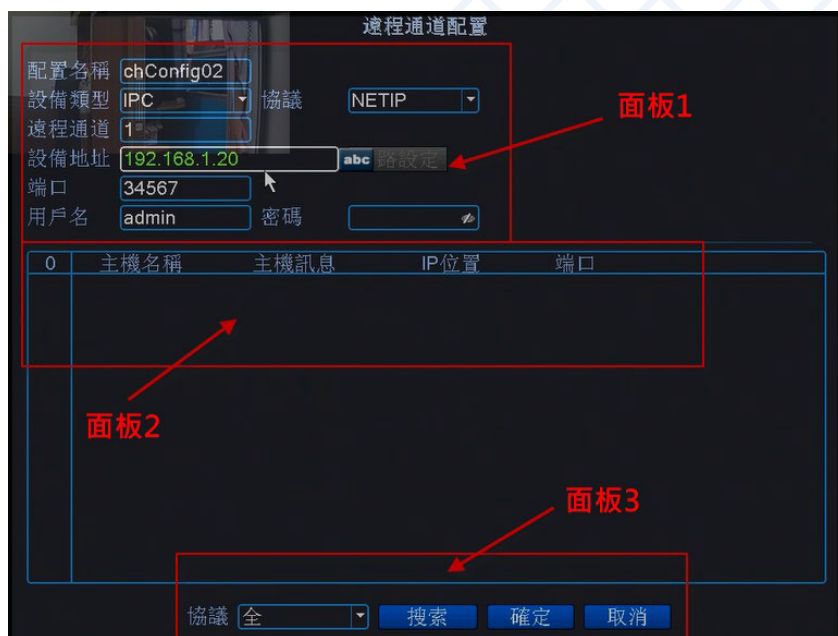 遠程通道配置
配置名稱 chConfig02
設備類型 IPC 協議 NETIP
面板1
遠程通道 1
設備地址 192.168.1.20 abc 路設定
端口 34567
用戶名 admin 密碼
0 主機名稱 主機訊息 IP位置 端口
面板2
面板3
協議 全 搜索 確定 取消